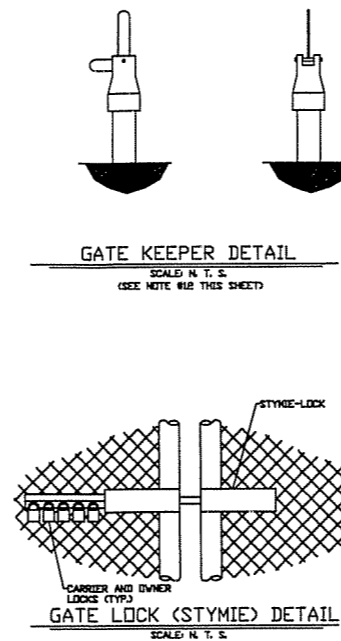 GATE KEEPER DETAIL
SCALE: N. T. S.
(SEE NOTE #12 THIS SHEET)
STYMIE-LOCK
CARRIER AND OWNER
LOCKS (TYP.)
GATE LOCK (STYMIE) DETAIL
SCALE: N. T. S.